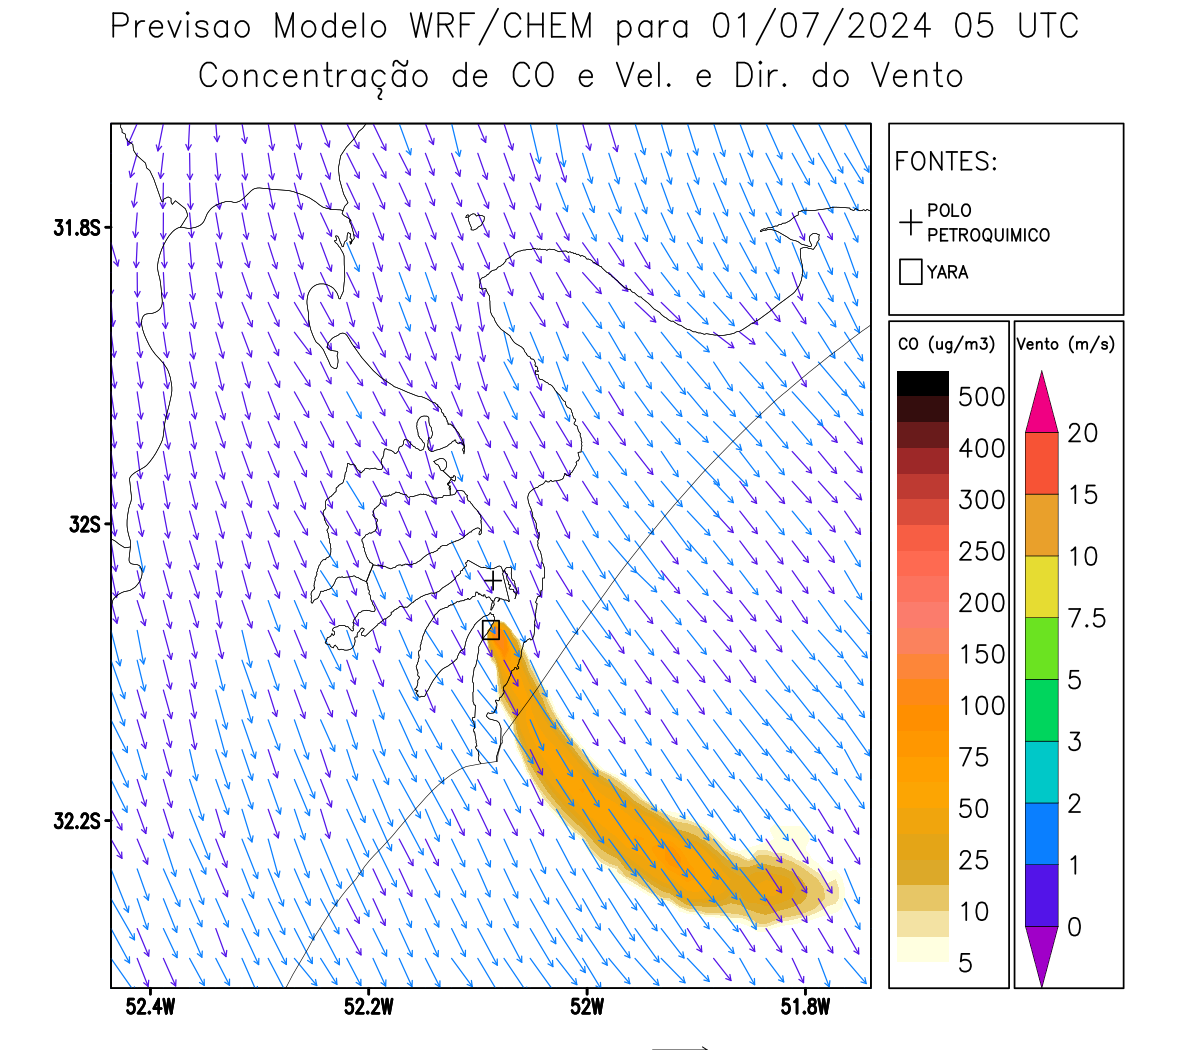 Previsao Modelo WRF/CHEM para 01/07/2024 05 UTC
Concentração de CO e Vel. e Dir. do Vento
FONTES:
POLO
PETROQUIMICO
YARA
CO (ug/m3)
500
400
300
250
200
150
100
75
50
25
10
5
Vento (m/s)
20
15
10
7.5
5
3
2
1
0
31.8S
32S
32.2S
52.4W
52.2W
52W
51.8W